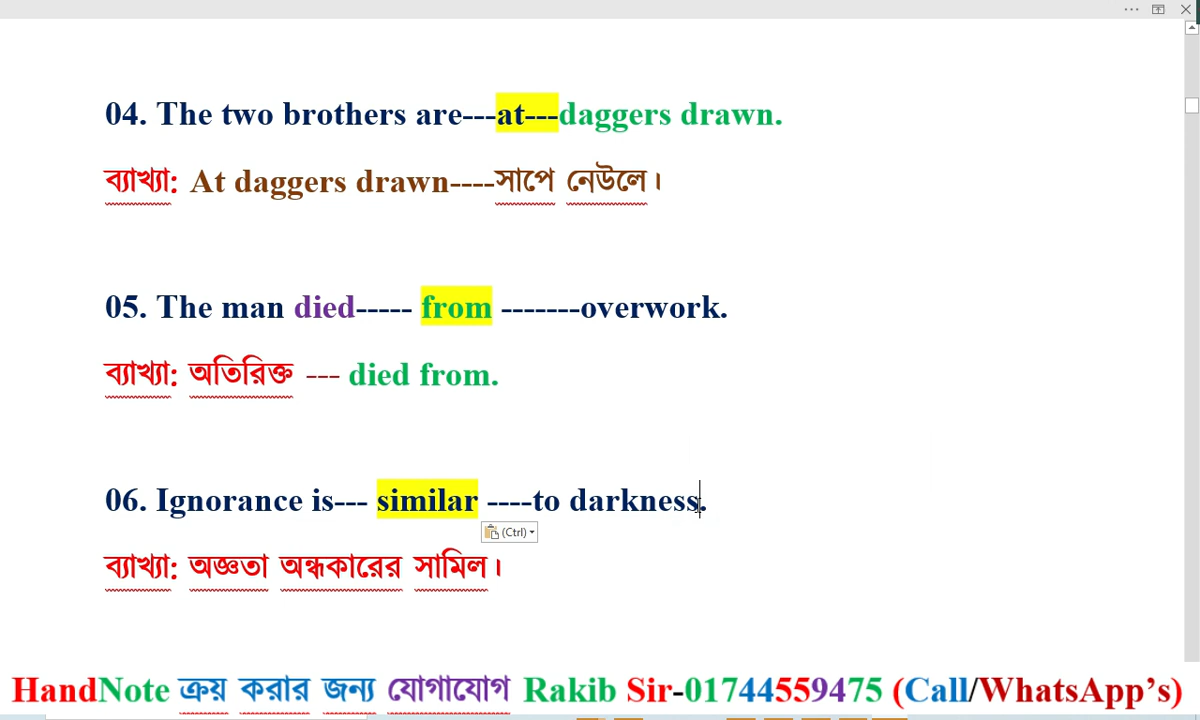 04. The two brothers are---at---daggers drawn.
ব্যাখ্যা: At daggers drawn----সাপে নেউলে।
05. The man died----- from -------overwork.
ব্যাখ্যা: অতিরিক্ত --- died from.
06. Ignorance is--- similar ----to darkness.
(Ctrl)
ব্যাখ্যা: অজ্ঞতা অন্ধকারের সামিল।
HandNote ক্রয় করার জন্য যোগাযোগ Rakib Sir-01744559475 (Call/WhatsApp’s)